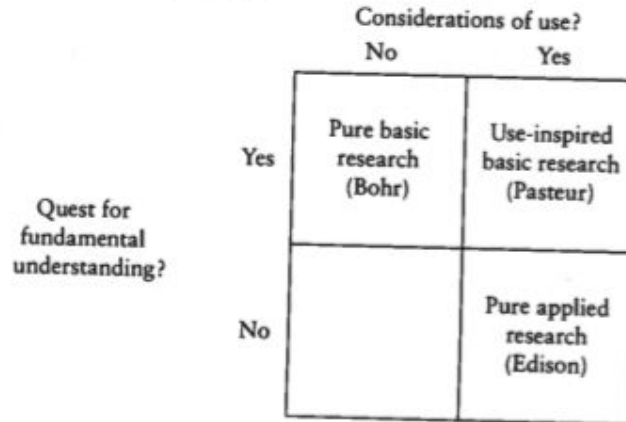 Considerations of use?
No Yes
Yes
Pure basic
research
(Bohr)
Use-inspired
basic research
(Pasteur)
Quest for
fundamental
understanding?
No
Pure applied
research
(Edison)